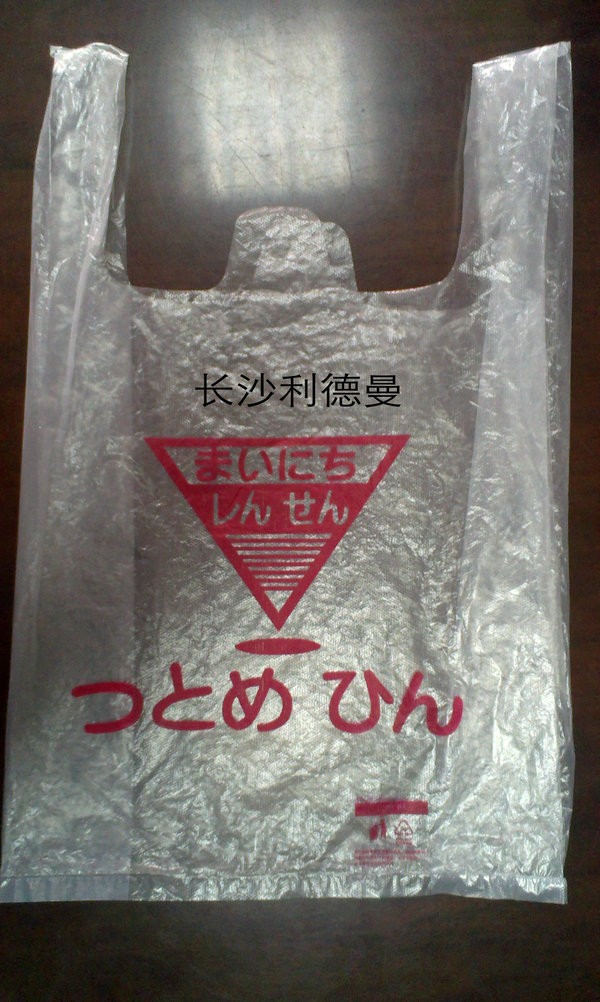 长沙利德曼
まいにち
しん せん
つとめ ひん